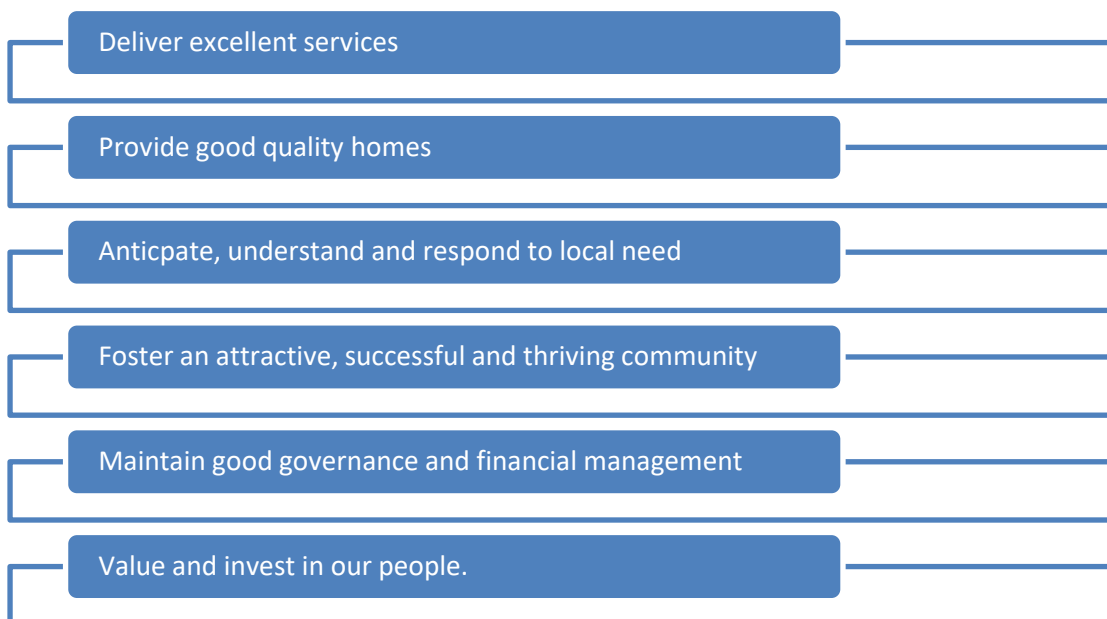 Deliver excellent services
Provide good quality homes
Anticpate, understand and respond to local need
Foster an attractive, successful and thriving community
Maintain good governance and financial management
Value and invest in our people.